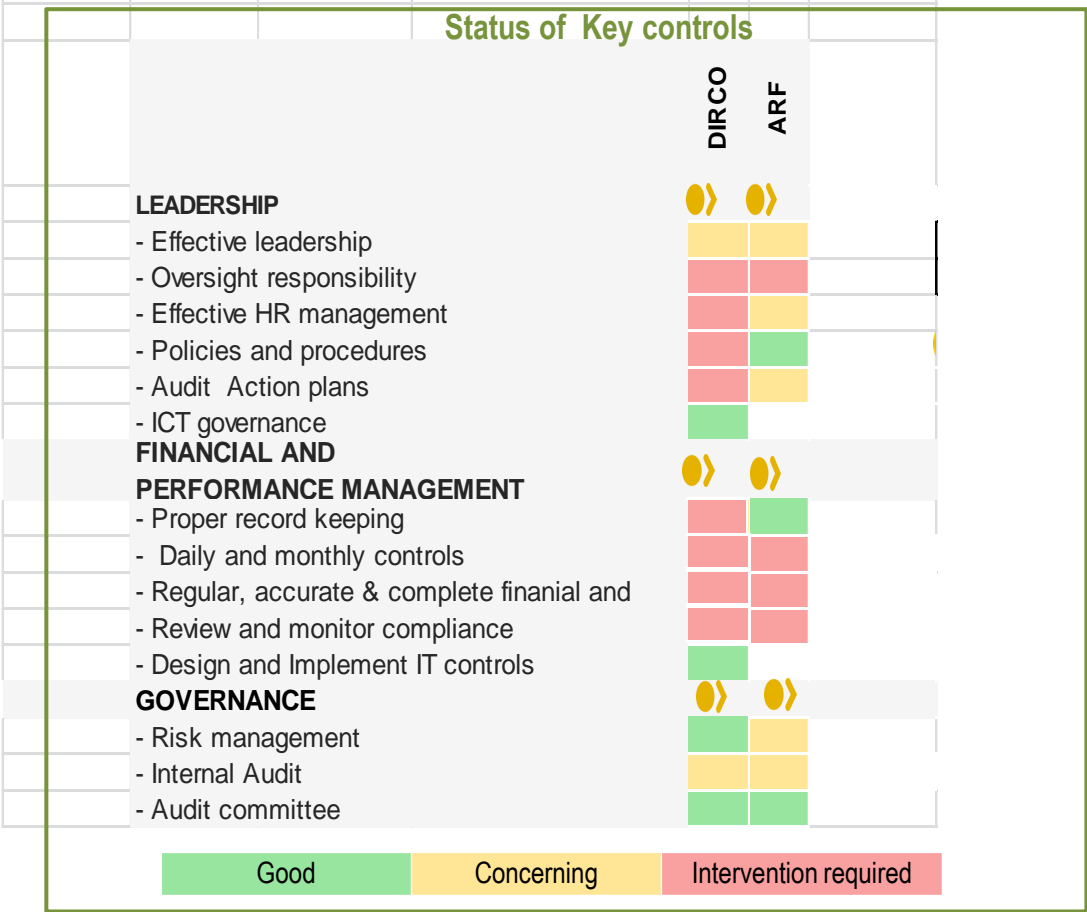 Status of Key controls
DIRCO
ARF
LEADERSHIP
- Effective leadership
- Oversight responsibility
- Effective HR management
- Policies and procedures
- Audit Action plans
- ICT governance
FINANCIAL AND
PERFORMANCE MANAGEMENT
- Proper record keeping
- Daily and monthly controls
- Regular, accurate & complete finanial and
- Review and monitor compliance
- Design and Implement IT controls
GOVERNANCE
- Risk management
- Internal Audit
- Audit committee
Good Concerning Intervention required